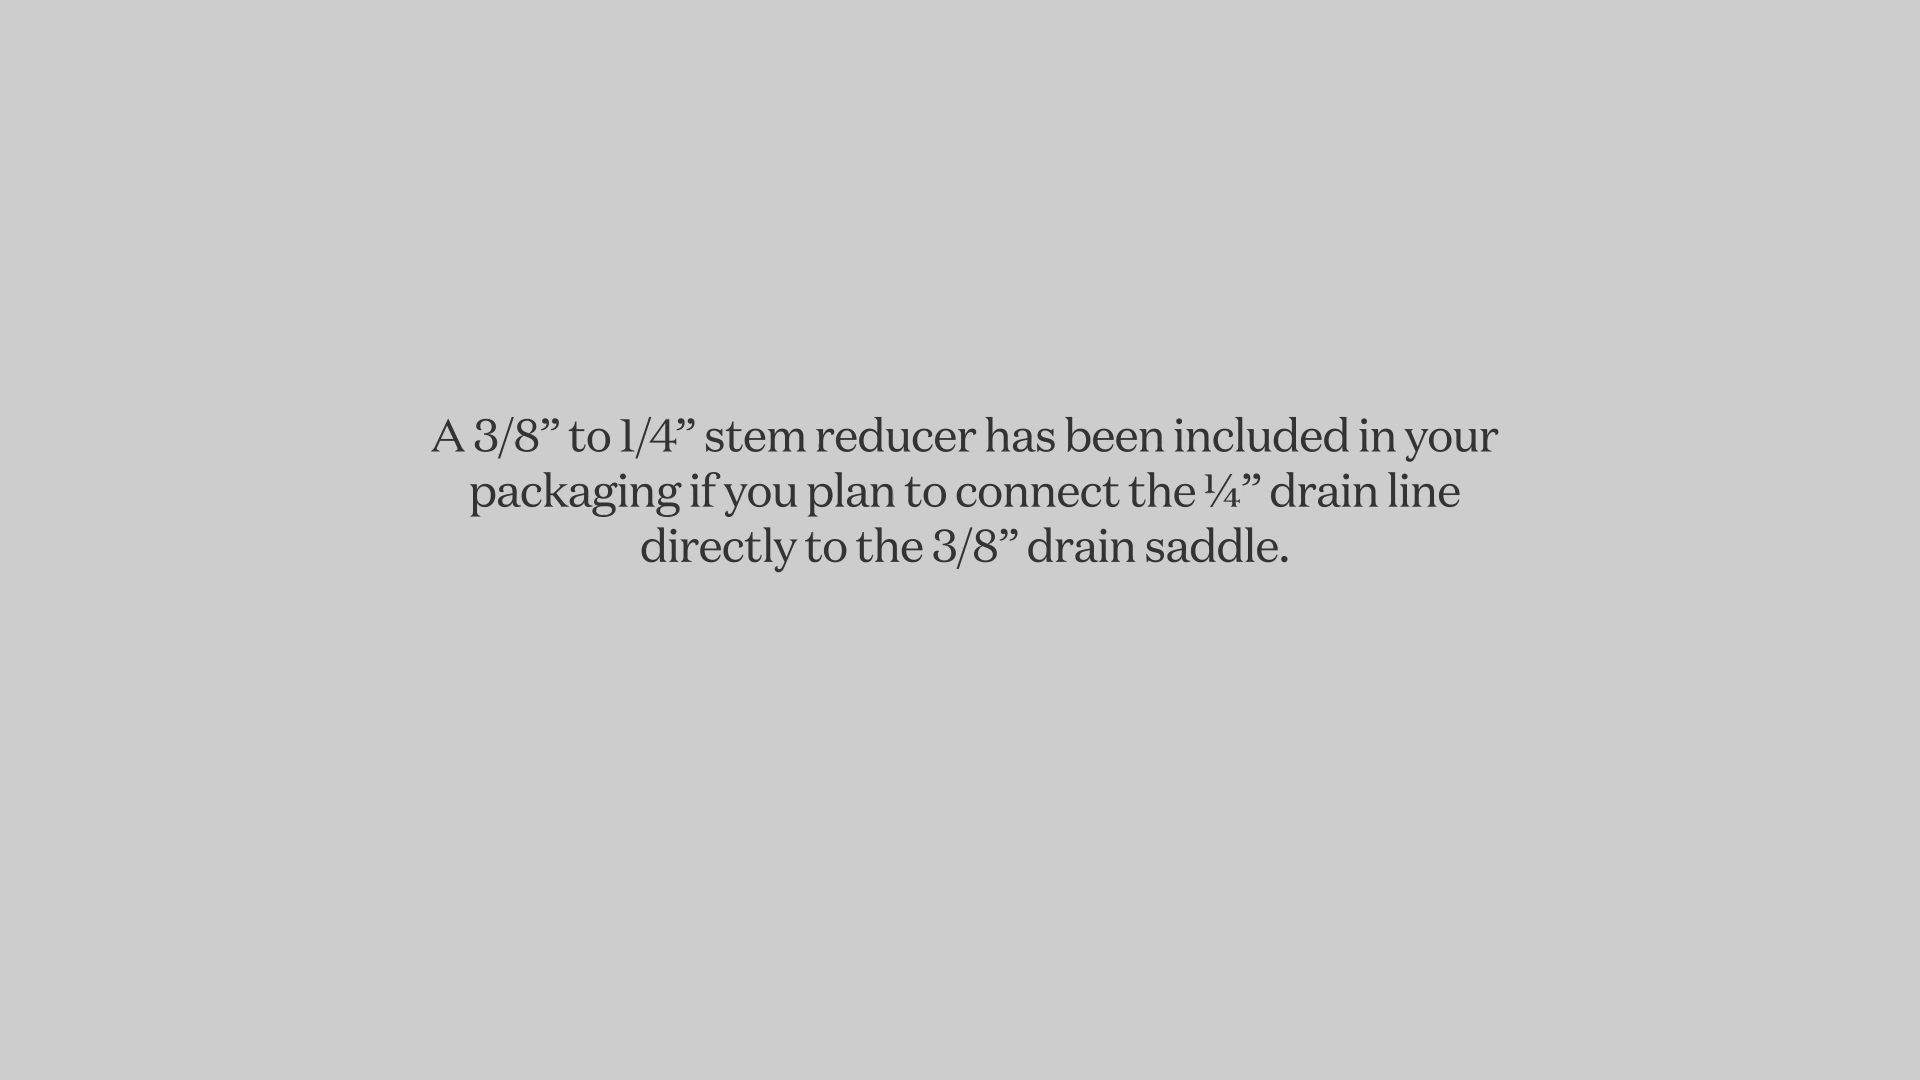 A 3/8” to 1/4” stem reducer has been included in your
packaging if you plan to connect the ¼” drain line
directly to the 3/8” drain saddle.